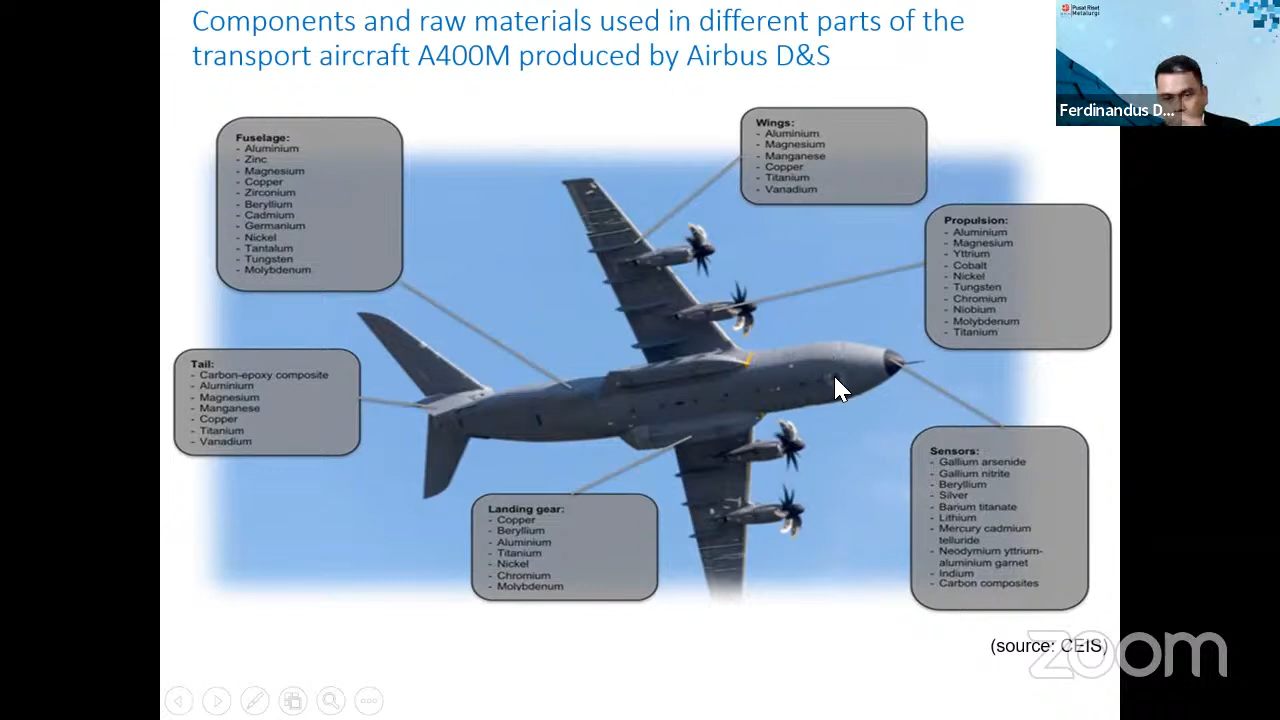 Components and raw materials used in different parts of the
transport aircraft A400M produced by Airbus D&S
Pusat Riset
Metalurgi
Ferdinandus D...
Fuselage:
- Aluminium
- Zinc
- Magnesium
- Copper
- Zirconium
- Beryllium
- Cadmium
- Germanium
- Nickel
- Tantalum
- Tungsten
- Molybdenum
Wings:
- Aluminium
- Magnesium
- Manganese
- Copper
- Titanium
- Vanadium
Propulsion:
- Aluminium
- Magnesium
- Yttrium
- Cobalt
- Nickel
- Tungsten
- Chromium
- Niobium
- Molybdenum
- Titanium
Tail:
- Carbon-epoxy composite
- Aluminium
- Magnesium
- Manganese
- Copper
- Titanium
- Vanadium
Landing gear:
- Copper
- Beryllium
- Aluminium
- Titanium
- Nickel
- Chromium
- Molybdenum
Sensors:
- Gallium arsenide
- Gallium nitrite
- Beryllium
- Silver
- Barium titanate
- Lithium
- Mercury cadmium
telluride
- Neodymium yttrium-
aluminium garnet
- Indium
- Carbon composites
(source: CEIS)
zoom